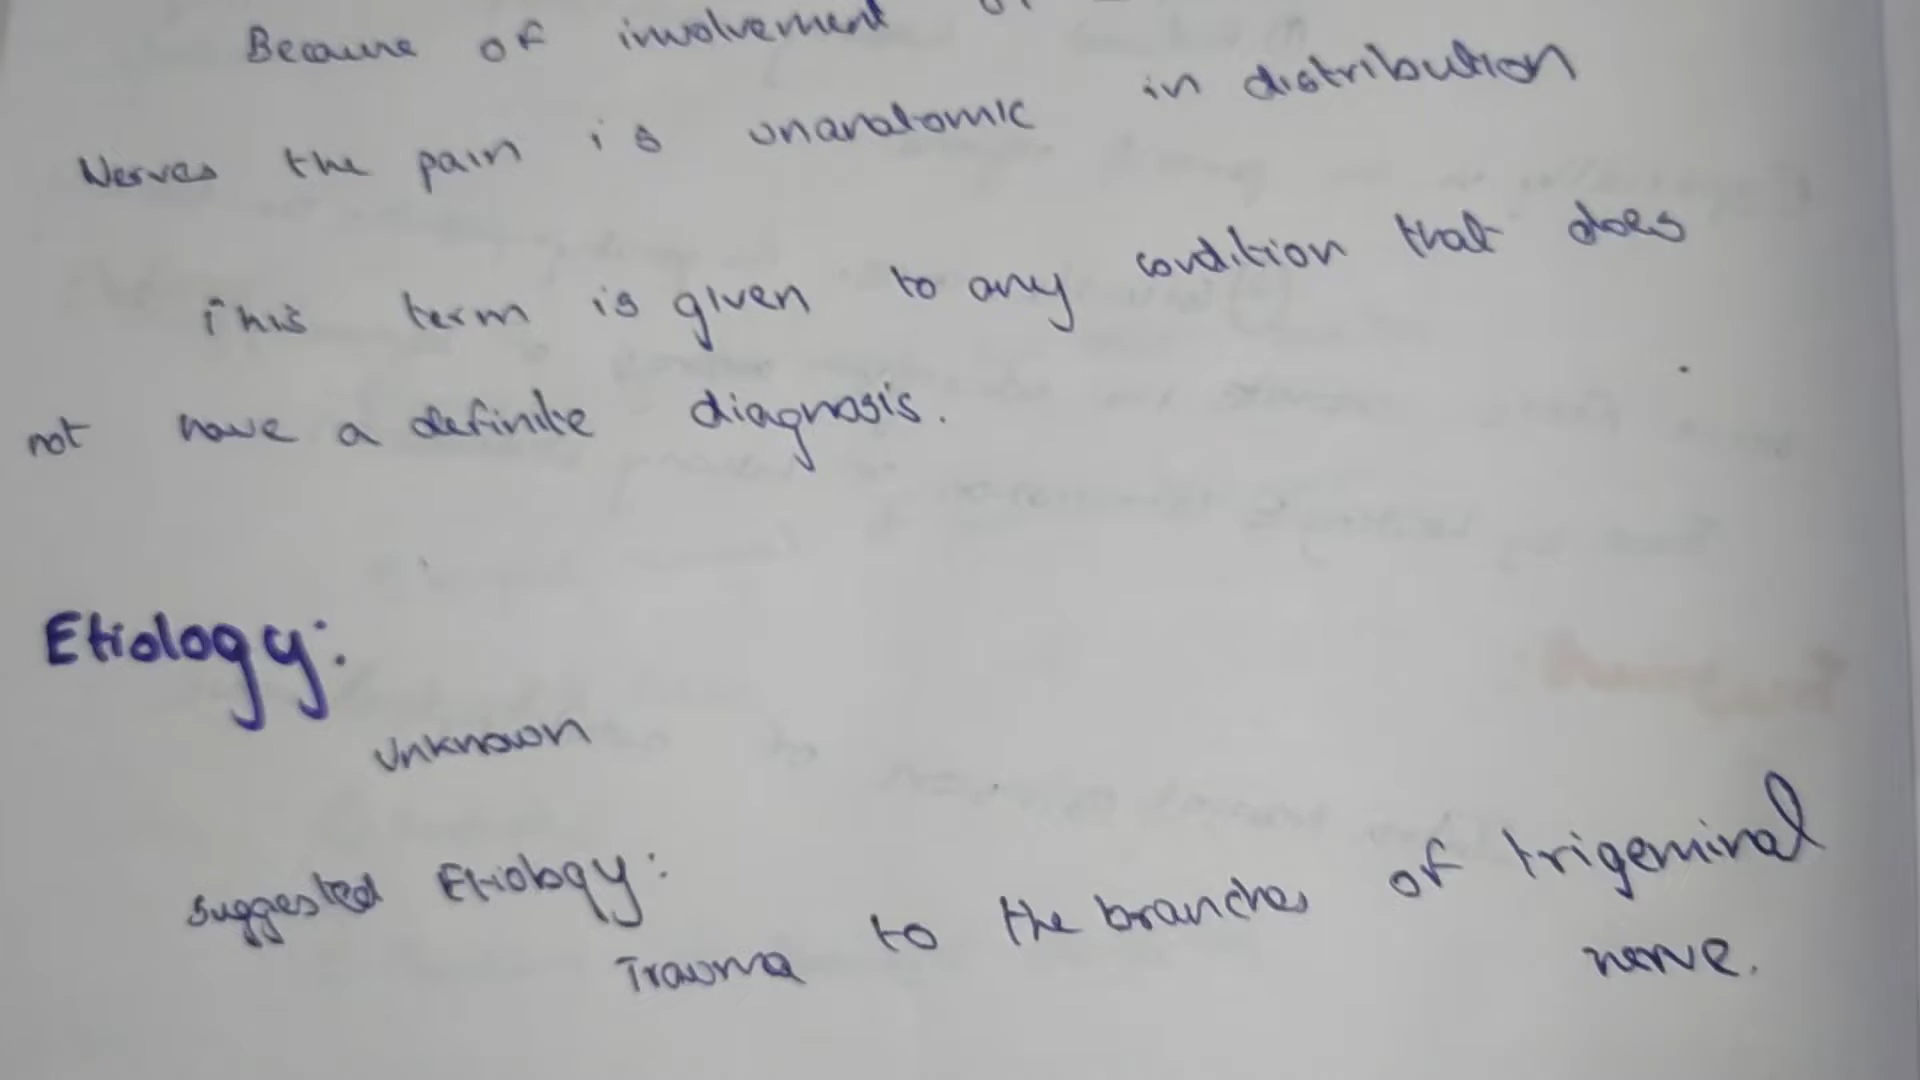 Because of involvement
Nerves the pain is unanatomic in distribution
This term is given to any condition that does
not have a definite diagnosis.
Etiology:
Unknown
Suggested Etiology:
Trauma to the branches of trigeminal
nerve.